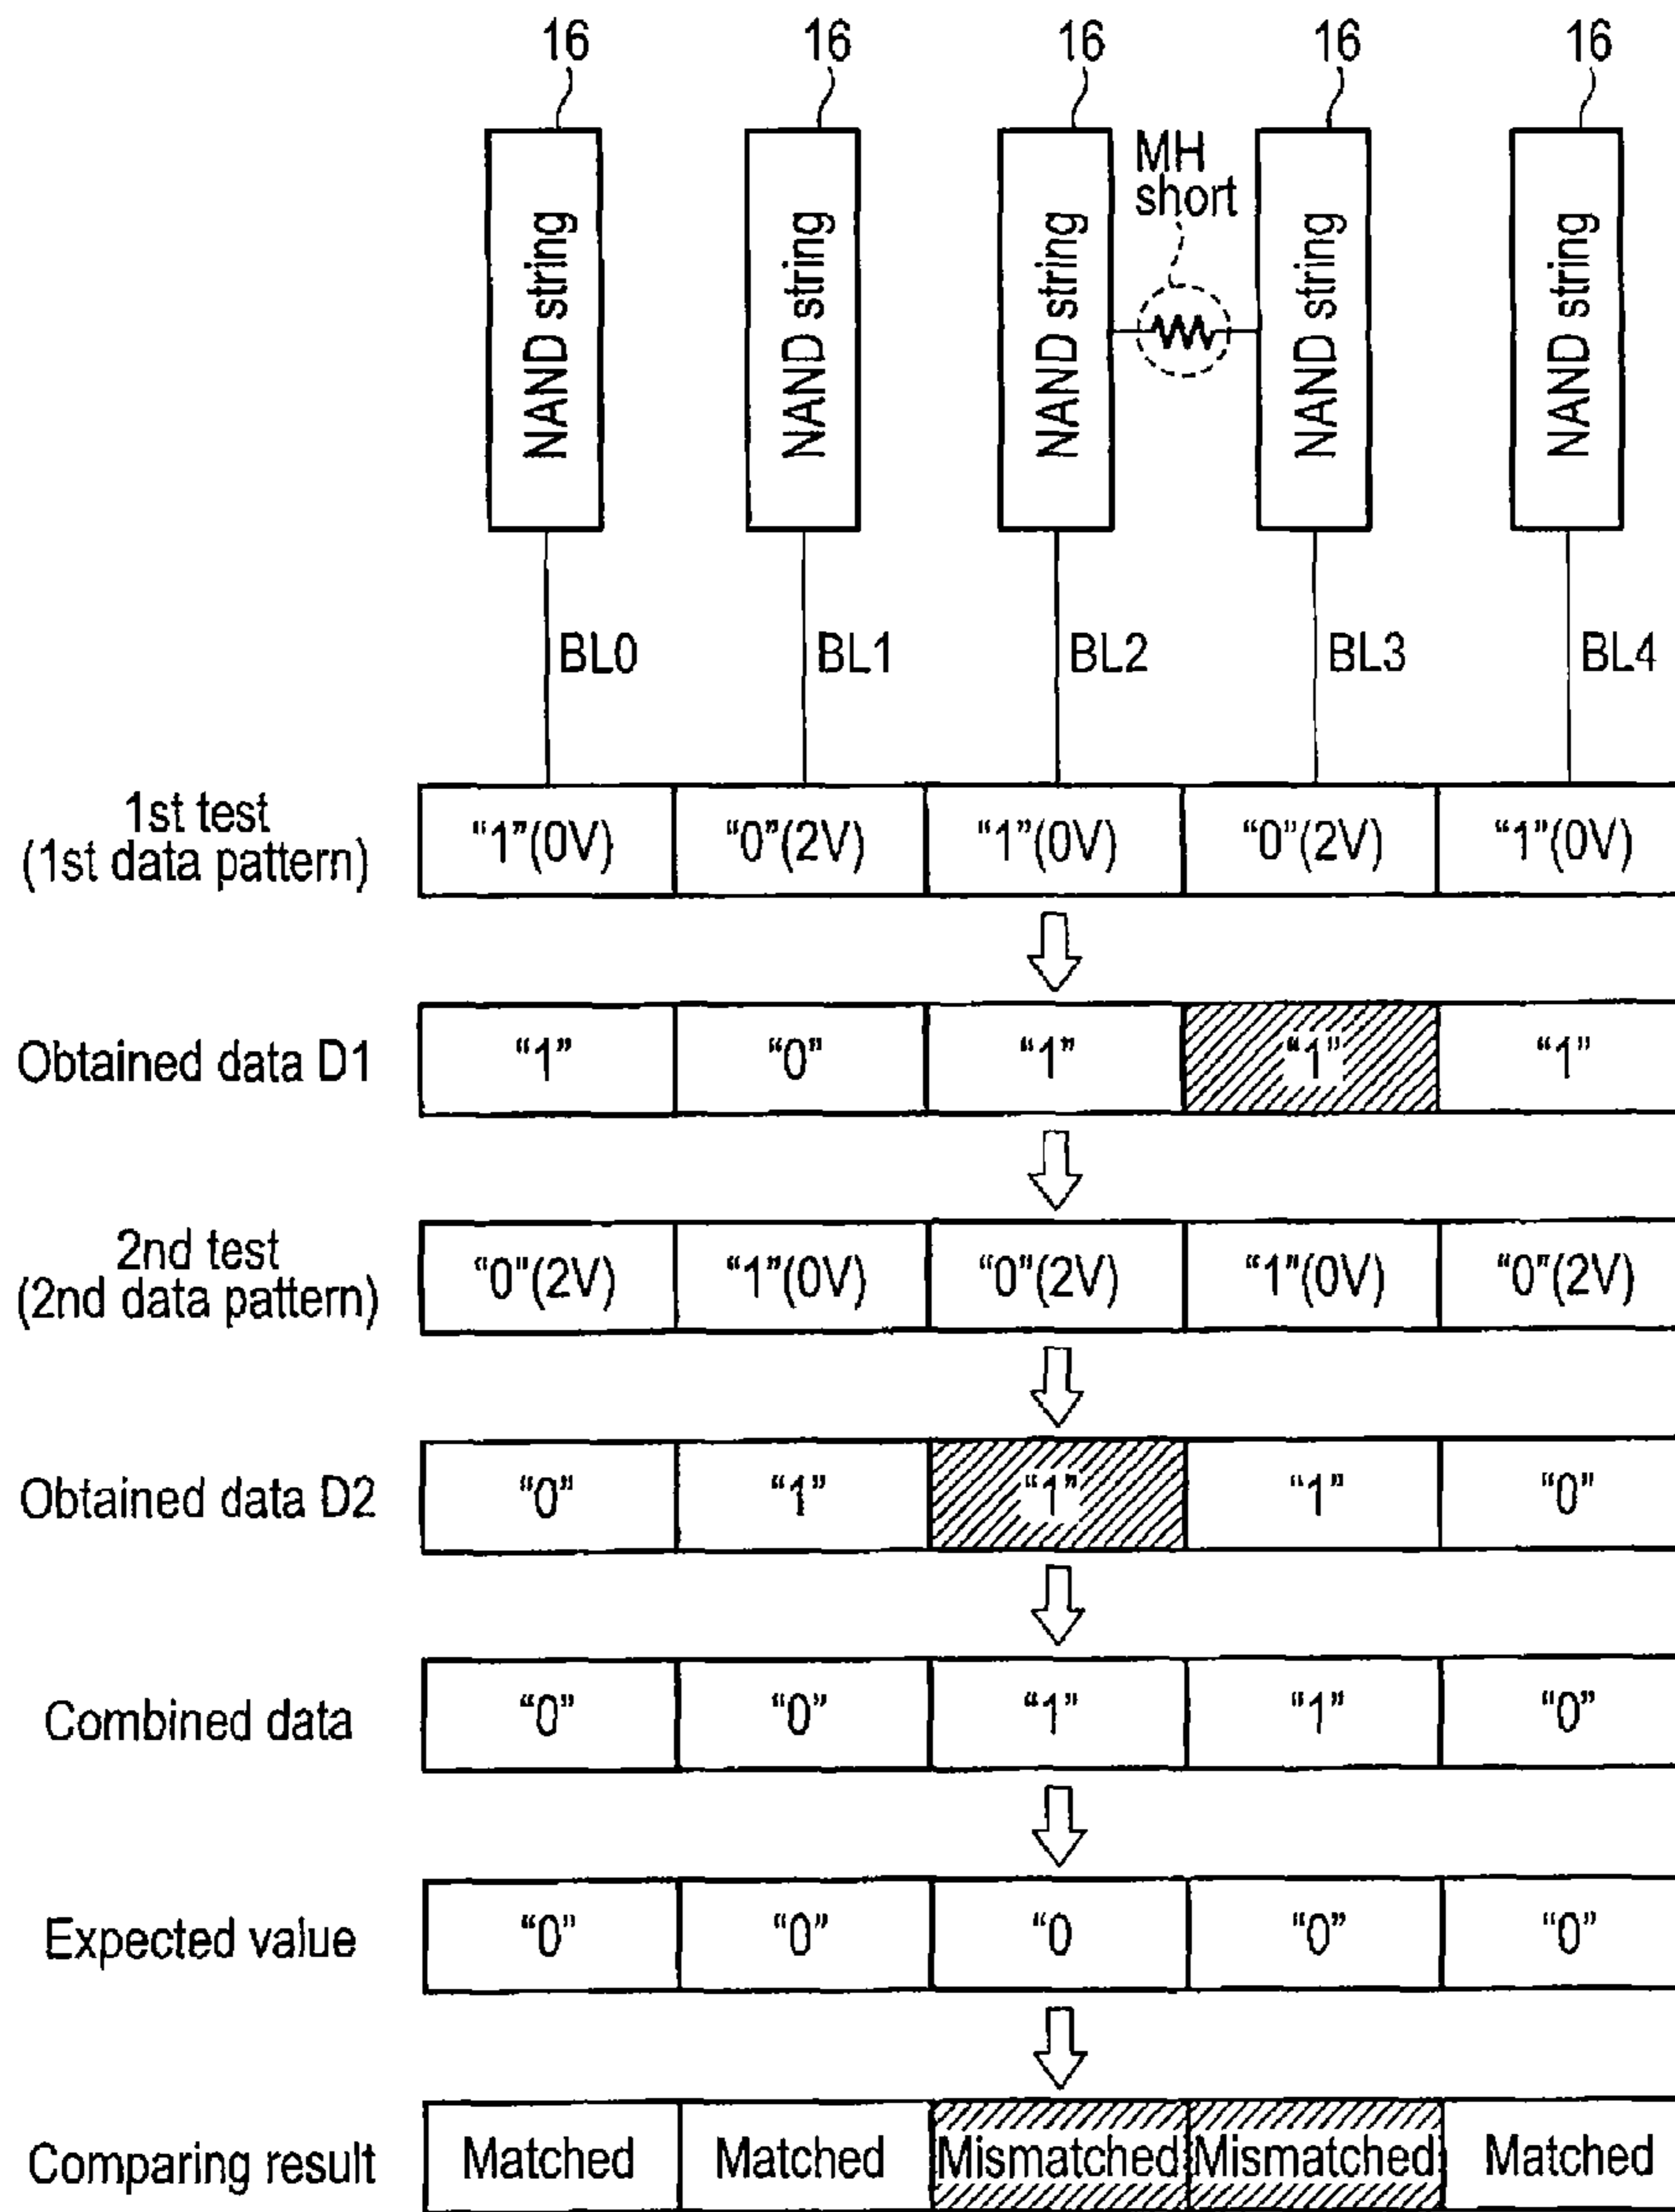 16 16 16 16 16
MH
short
NAND string NAND string NAND string NAND string NAND string
BL0 BL1 BL2 BL3 BL4
1st test
(1st data pattern)
“1”(0V) “0”(2V) “1”(0V) “0”(2V) “1”(0V)
Obtained data D1 “1” “0” “1” “1” “1”
2nd test
(2nd data pattern)
“0”(2V) “1”(0V) “0”(2V) “1”(0V) “0”(2V)
Obtained data D2 “0” “1” “1” “1” “0”
Combined data “0” “0” “1” “1” “0”
Expected value “0” “0” “0 “0” “0”
Comparing result Matched Matched Mismatched Mismatched Matched